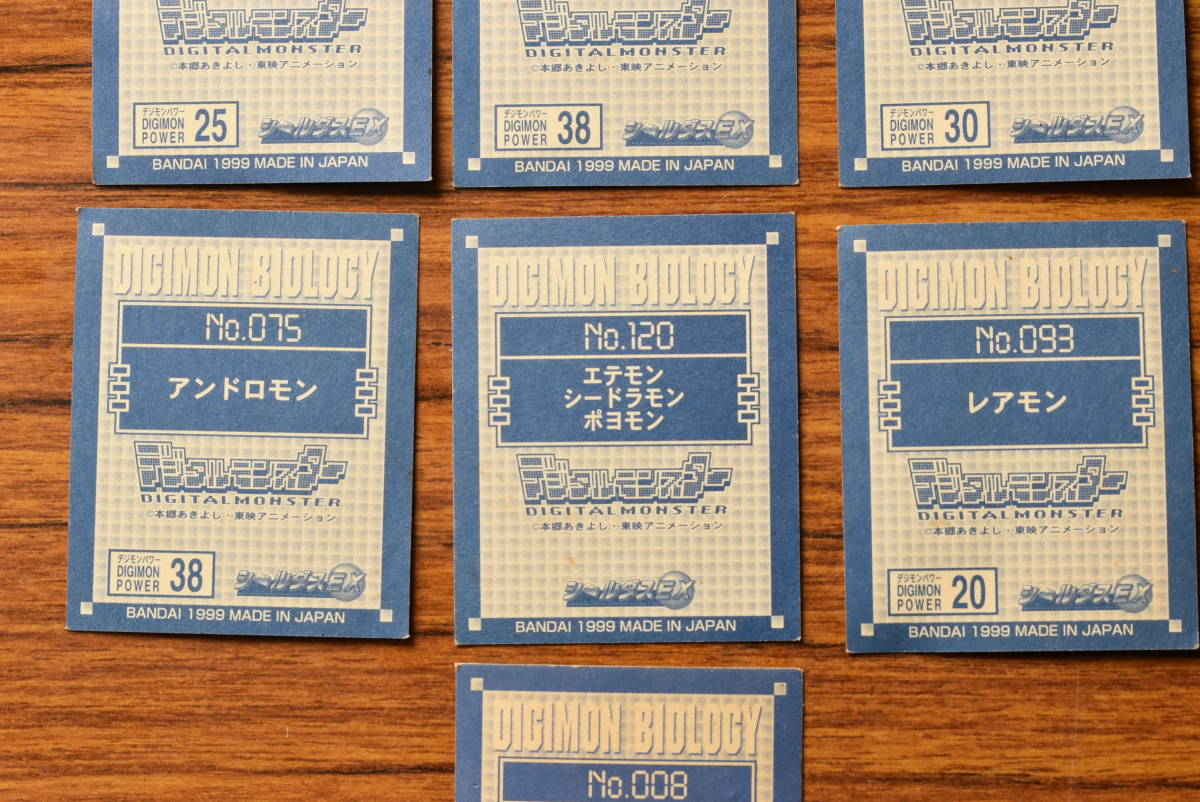 デジタルモンスター
DIGITALMONSTER
©本郷あきよし・東映アニメーション
デジモンパワー
DIGIMON POWER 25
シールダスEX
BANDAI 1999 MADE IN JAPAN
デジタルモンスター
DIGITALMONSTER
©本郷あきよし・東映アニメーション
デジモンパワー
DIGIMON POWER 38
シールダスEX
BANDAI 1999 MADE IN JAPAN
デジタルモンスター
DIGITALMONSTER
©本郷あきよし・東映アニメーション
デジモンパワー
DIGIMON POWER 30
シールダスEX
BANDAI 1999 MADE IN JAPAN
DIGIMON BIOLOGY
No.075
アンドロモン
デジタルモンスター
DIGITALMONSTER
©本郷あきよし・東映アニメーション
デジモンパワー
DIGIMON POWER 38
シールダスEX
BANDAI 1999 MADE IN JAPAN
DIGIMON BIOLOGY
No.120
エテモン
シードラモン
ポヨモン
デジタルモンスター
DIGITALMONSTER
©本郷あきよし・東映アニメーション
シールダスEX
BANDAI 1999 MADE IN JAPAN
DIGIMON BIOLOGY
No.093
レアモン
デジタルモンスター
DIGITALMONSTER
©本郷あきよし・東映アニメーション
デジモンパワー
DIGIMON POWER 20
シールダスEX
BANDAI 1999 MADE IN JAPAN
DIGIMON BIOLOGY
No.008